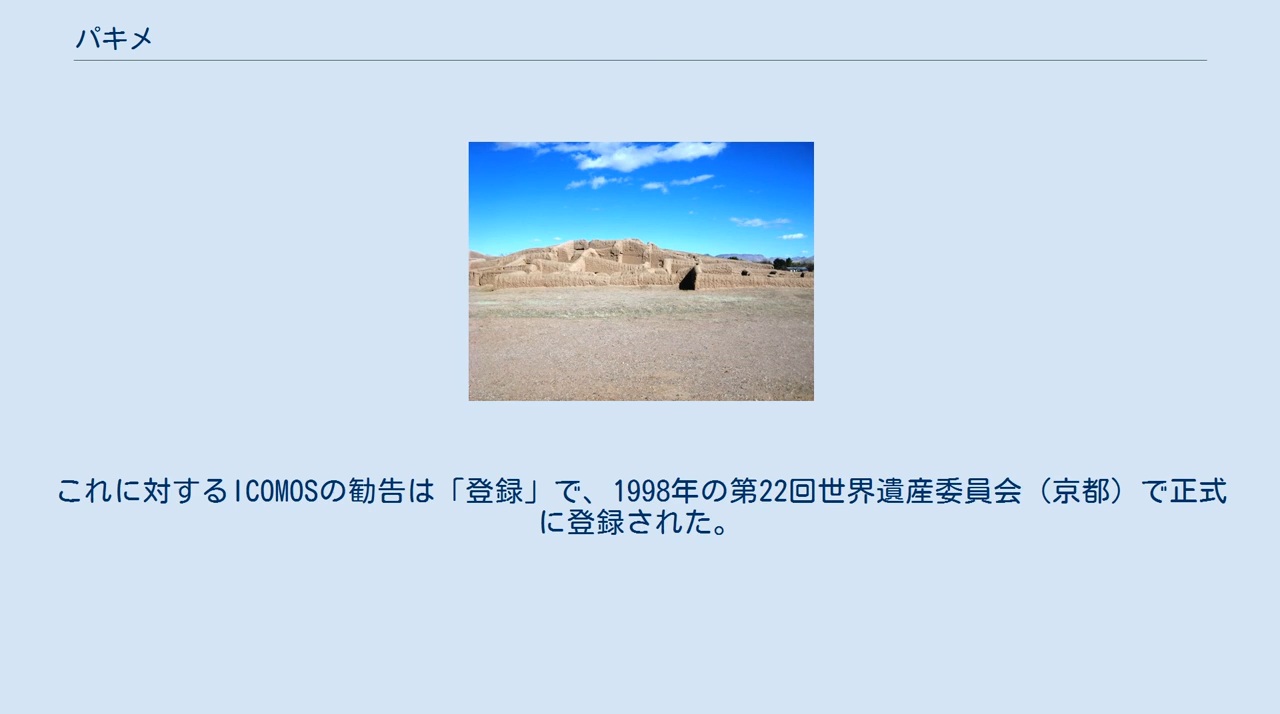 パキメ
これに対するICOMOSの勧告は「登録」で、1998年の第22回世界遺産委員会（京都）で正式
に登録された。